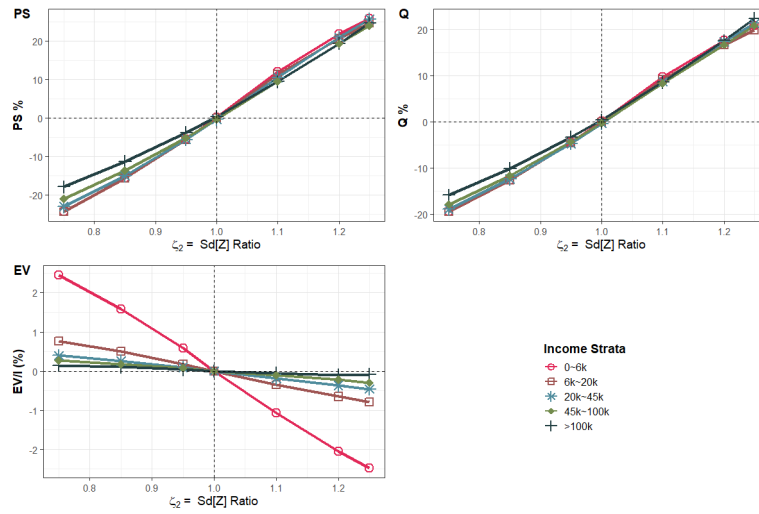 PS
PS %
20
10
0
-10
-20
0.8
0.9
1.0
1.1
1.2
ζ2 = Sd[Z] Ratio
Q
Q %
20
10
0
-10
-20
0.8
0.9
1.0
1.1
1.2
ζ2 = Sd[Z] Ratio
EV
EV/I (%)
2
1
0
-1
-2
0.8
0.9
1.0
1.1
1.2
ζ2 = Sd[Z] Ratio
Income Strata
0~6k
6k~20k
20k~45k
45k~100k
>100k